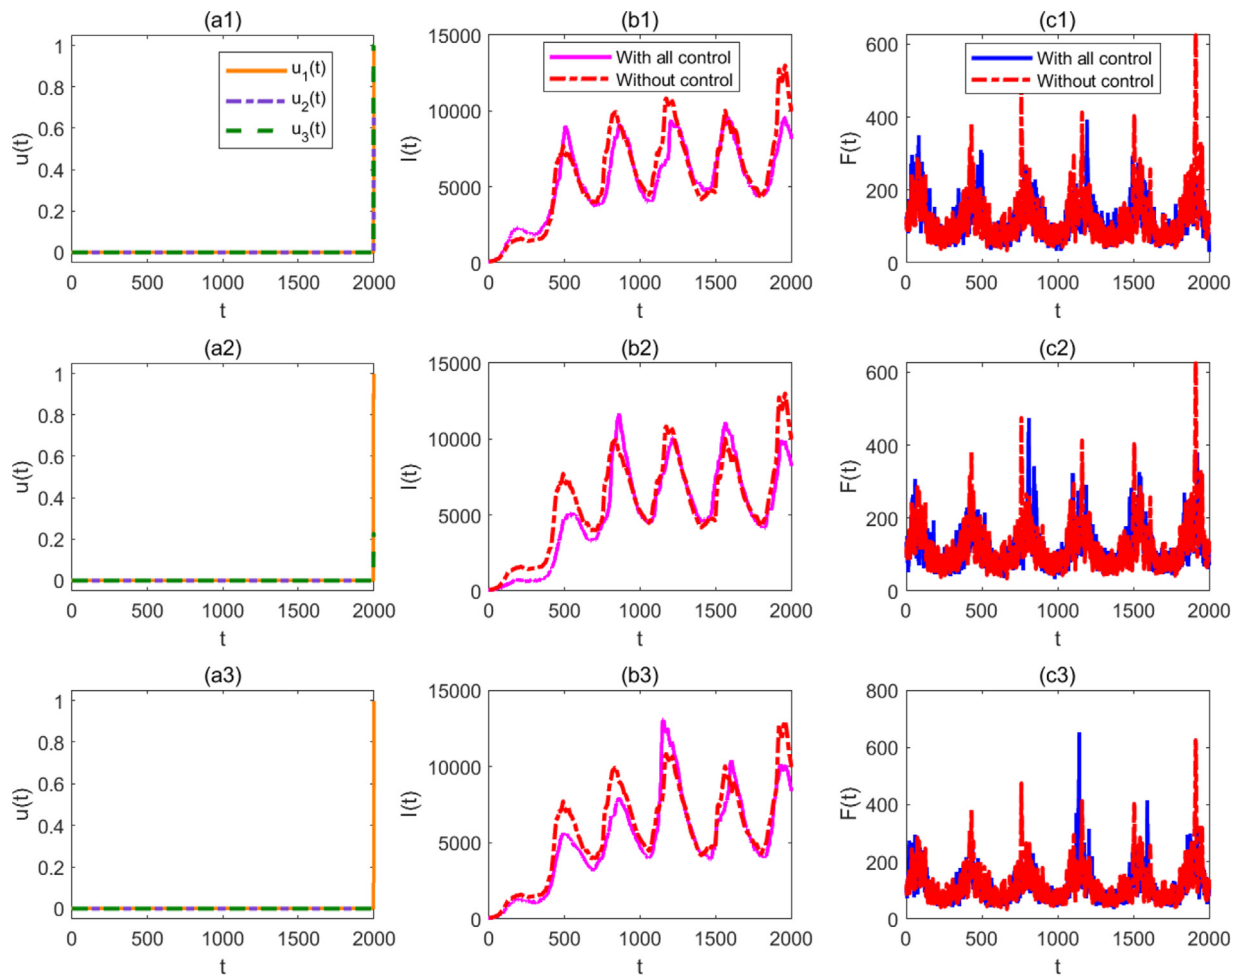 (a1)
1
0.8
0.6
0.4
0.2
0
u(t)
u1(t)
u2(t)
u3(t)
0 500 1000 1500 2000
t
(b1)
15000
10000
5000
0
I(t)
With all control
Without control
0 500 1000 1500 2000
t
(c1)
600
400
200
0
F(t)
With all control
Without control
0 500 1000 1500 2000
t
(a2)
1
0.8
0.6
0.4
0.2
0
u(t)
0 500 1000 1500 2000
t
(b2)
15000
10000
5000
0
I(t)
0 500 1000 1500 2000
t
(c2)
600
400
200
0
F(t)
0 500 1000 1500 2000
t
(a3)
1
0.8
0.6
0.4
0.2
0
u(t)
0 500 1000 1500 2000
t
(b3)
15000
10000
5000
0
I(t)
0 500 1000 1500 2000
t
(c3)
800
600
400
200
0
F(t)
0 500 1000 1500 2000
t